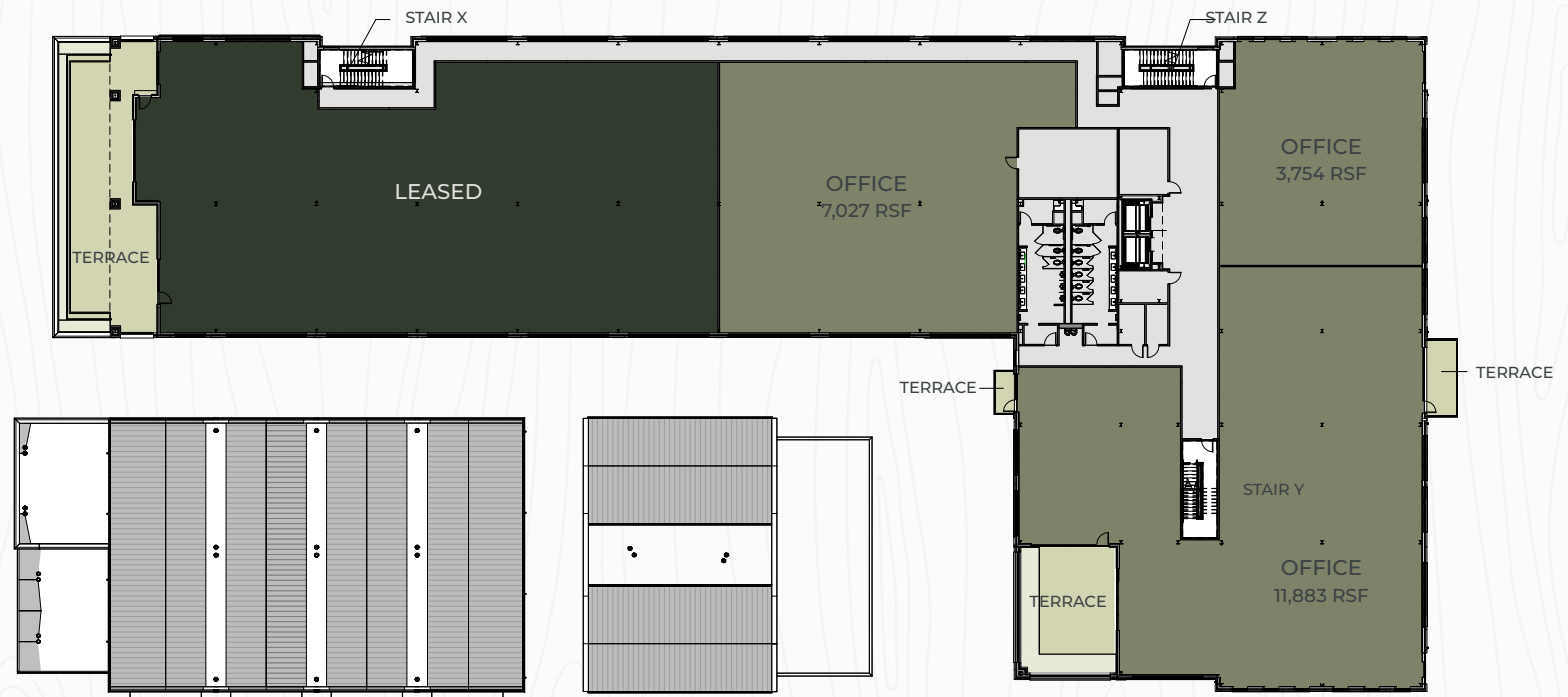 STAIR X
STAIR Z
OFFICE
3,754 RSF
LEASED
OFFICE
7,027 RSF
TERRACE
TERRACE
TERRACE
STAIR Y
OFFICE
11,883 RSF
TERRACE